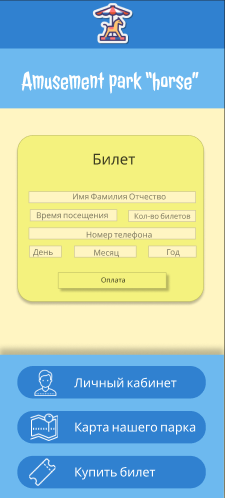 Amusement park "horse"
Билет
Имя Фамилия Отчество
Время посещения Кол-во билетов
Номер телефона
День Месяц Год
Оплата
Личный кабинет
Карта нашего парка
Купить билет